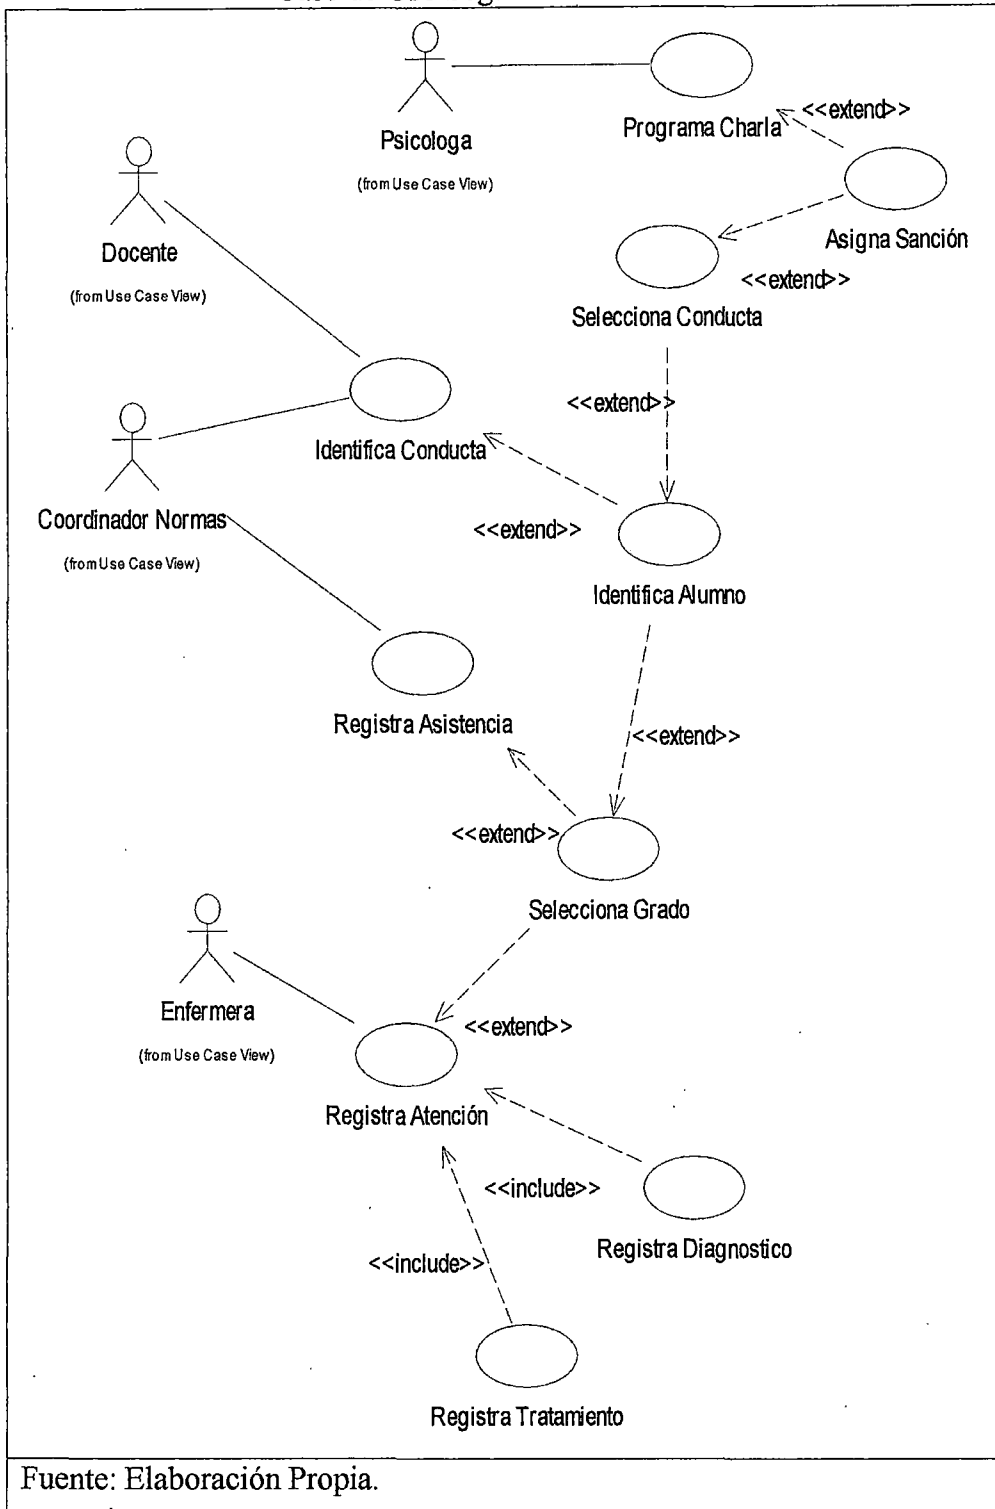 Psicologa
(from Use Case View)
Programa Charla
<<extend>>
Asigna Sanción
Docente
(from Use Case View)
<<extend>>
Selecciona Conducta
<<extend>>
Identifica Conducta
Coordinador Normas
(from Use Case View)
<<extend>>
Identifica Alumno
Registra Asistencia
<<extend>>
<<extend>>
Selecciona Grado
Enfermera
(from Use Case View)
<<extend>>
Registra Atención
<<include>>
Registra Diagnostico
<<include>>
Registra Tratamiento
Fuente: Elaboración Propia.